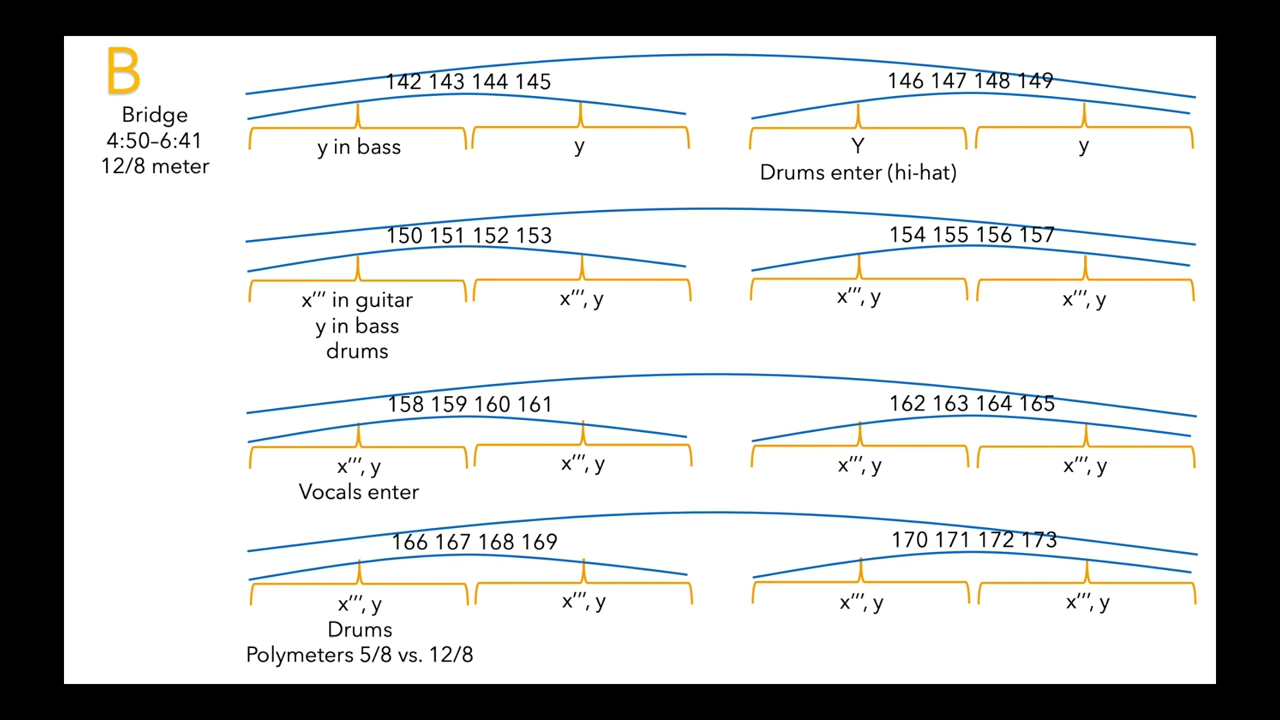 B
Bridge
4:50–6:41
12/8 meter
142 143 144 145
146 147 148 149
y in bass
y
Y
y
Drums enter (hi-hat)
150 151 152 153
154 155 156 157
x''' in guitar
y in bass
drums
x''', y
x''', y
x''', y
158 159 160 161
162 163 164 165
x''', y
Vocals enter
x''', y
x''', y
x''', y
166 167 168 169
170 171 172 173
x''', y
Drums
Polymeters 5/8 vs. 12/8
x''', y
x''', y
x''', y